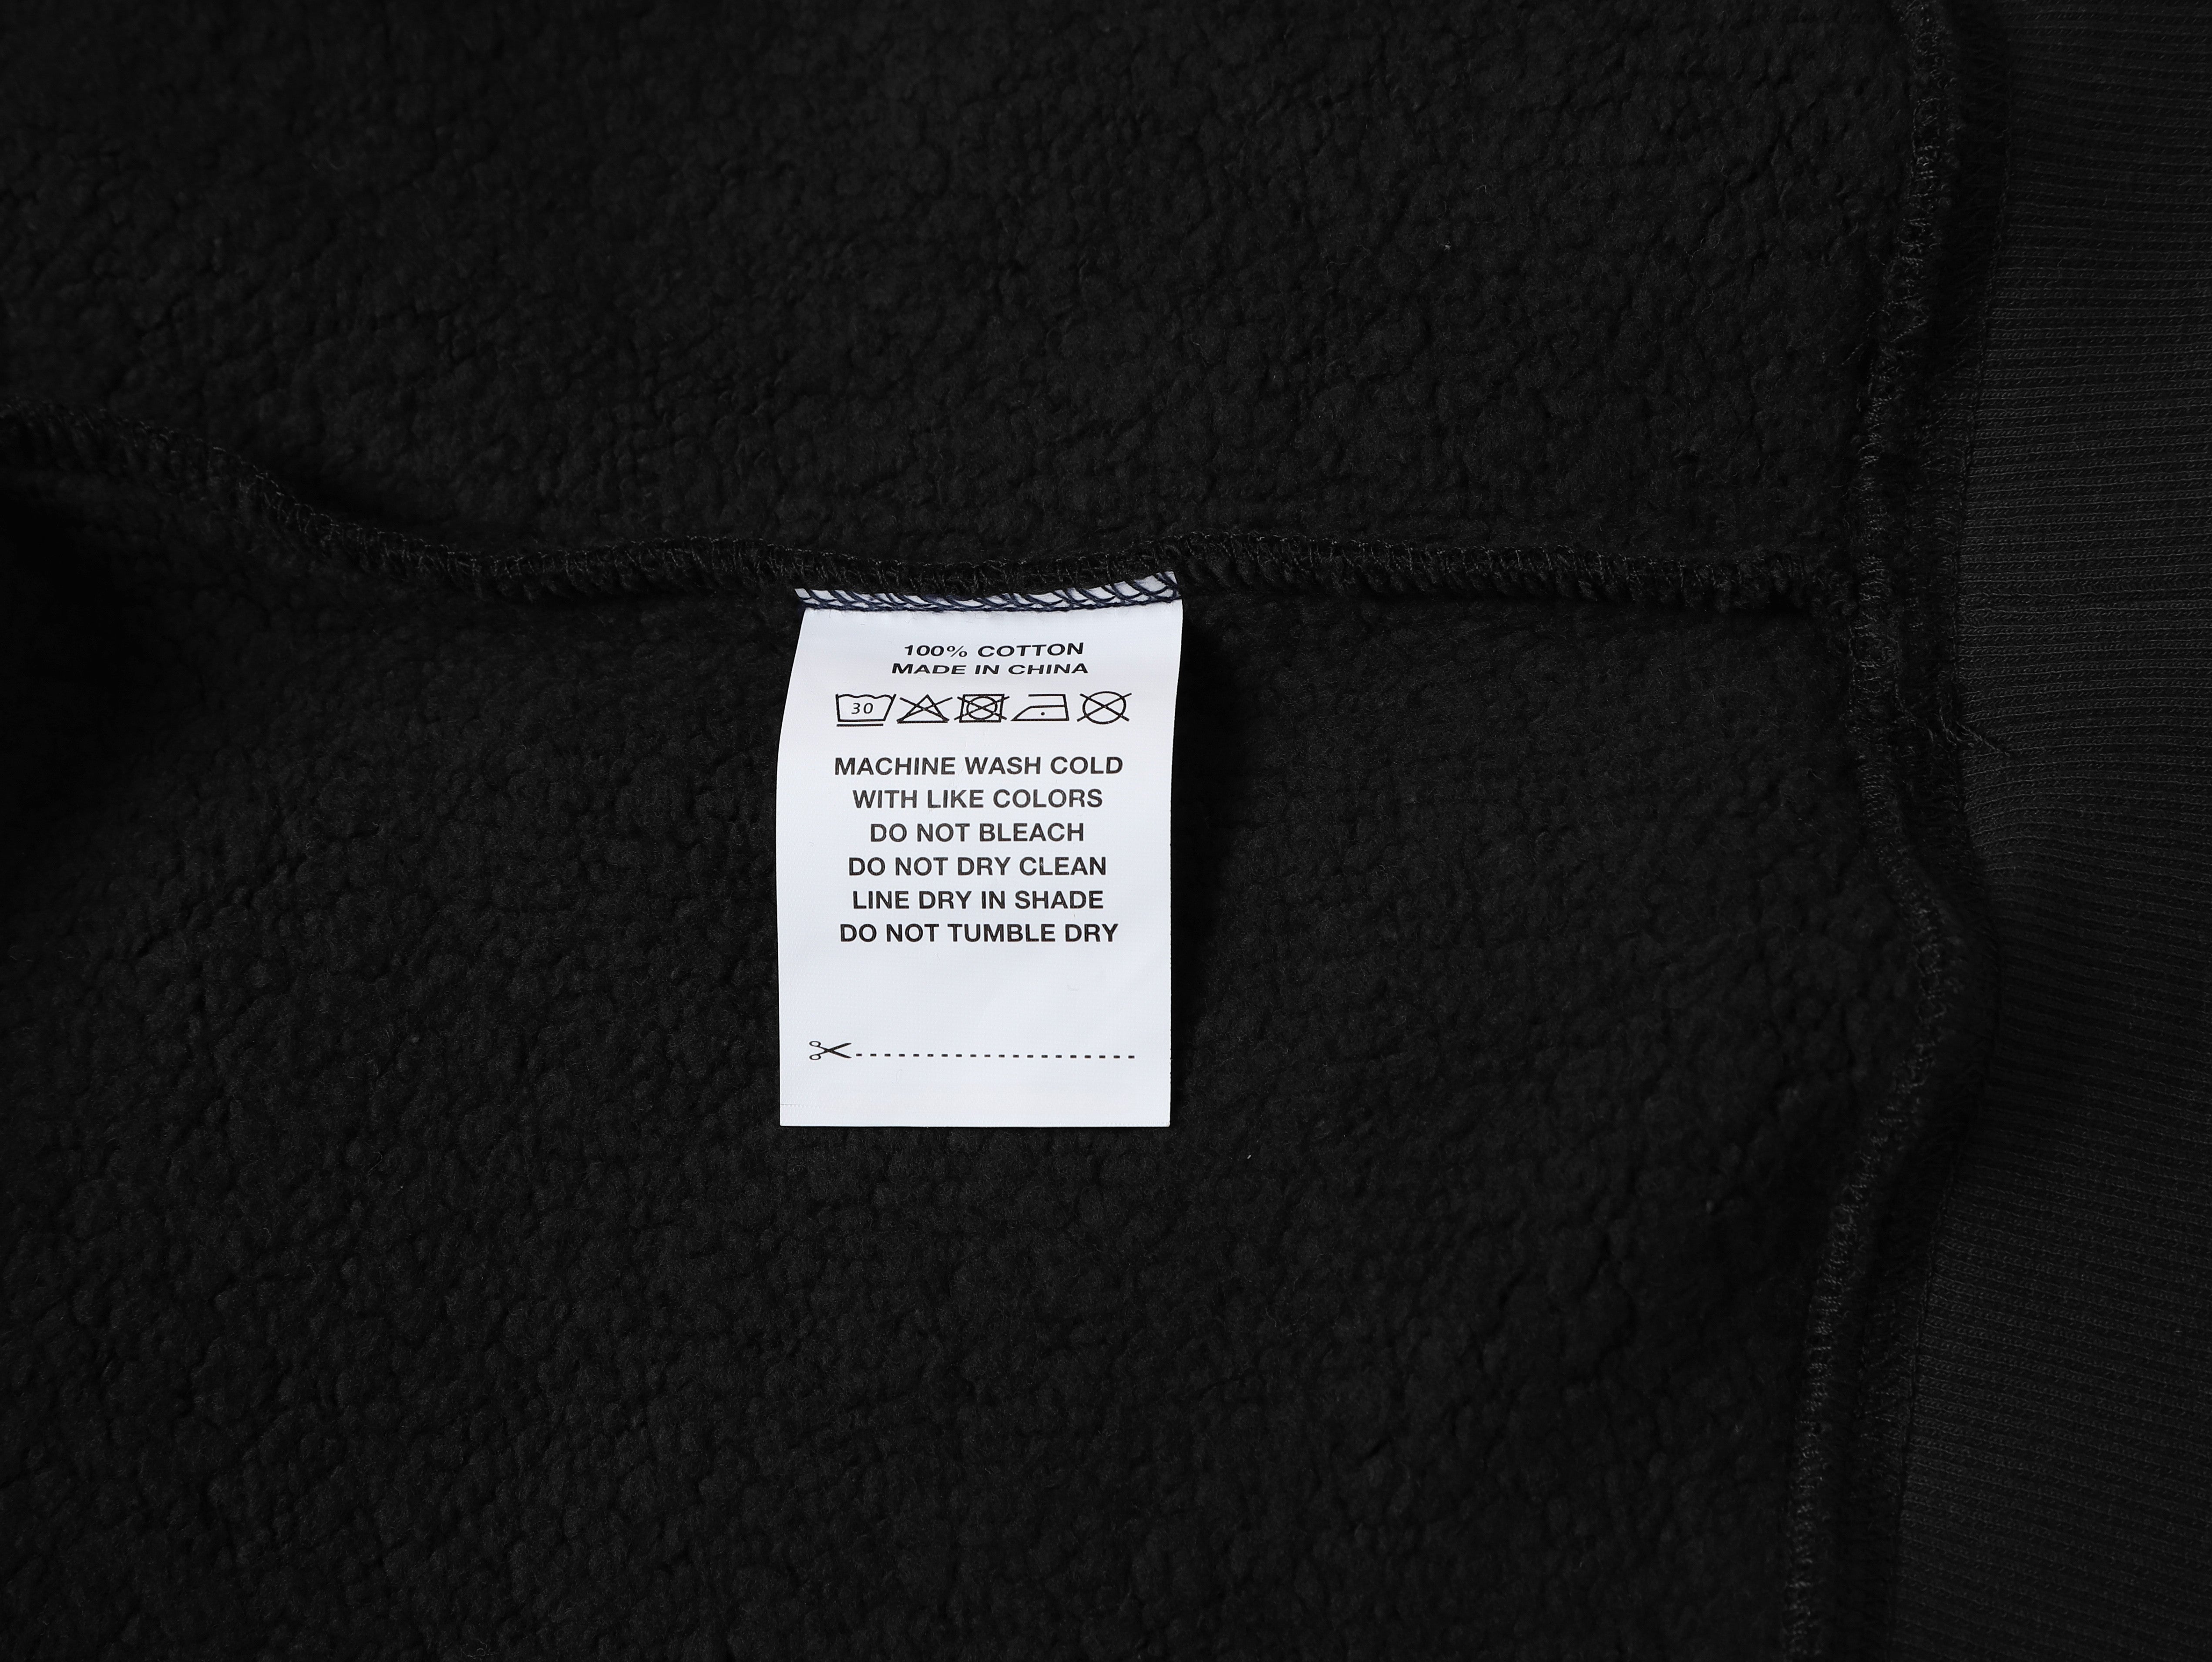 100% COTTON
MADE IN CHINA
30
MACHINE WASH COLD
WITH LIKE COLORS
DO NOT BLEACH
DO NOT DRY CLEAN
LINE DRY IN SHADE
DO NOT TUMBLE DRY